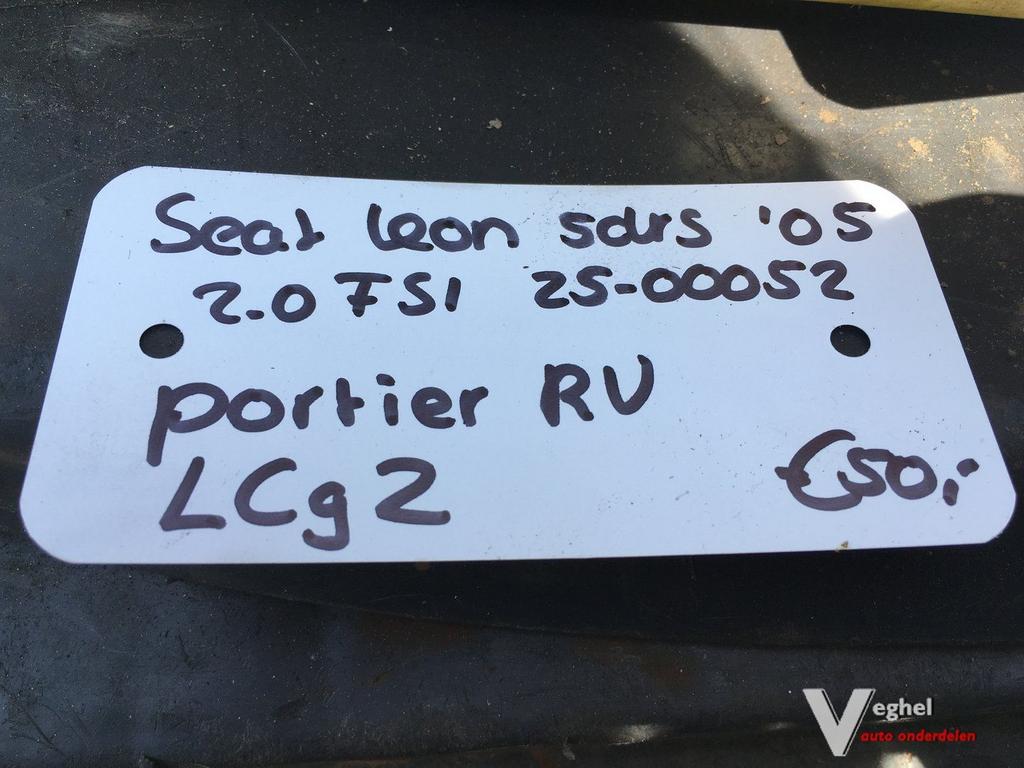 Seat leon 5drs '05
2.0 FSI 25-00052
portier RV
LCg2
€50,-
Veghel
auto onderdelen